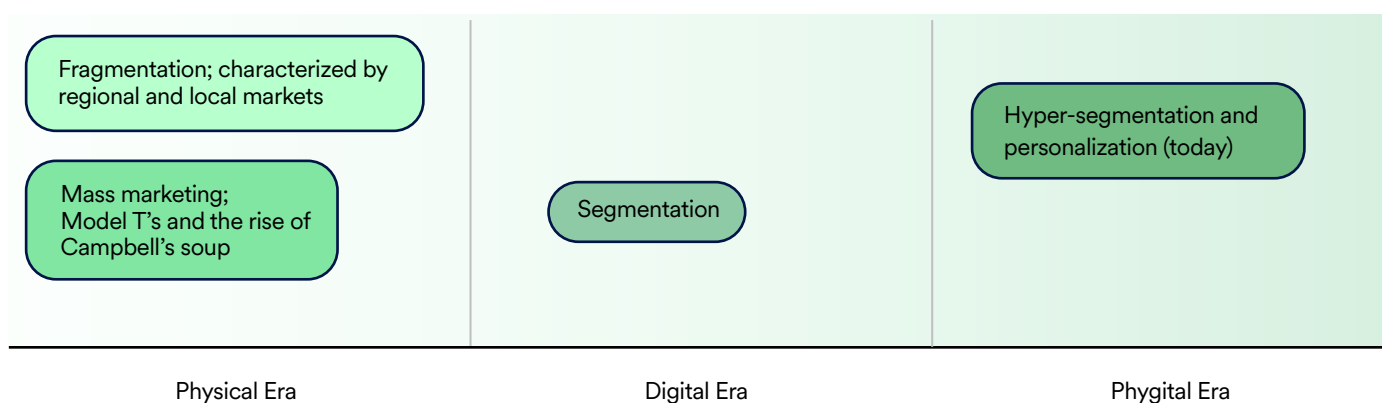 Fragmentation; characterized by
regional and local markets
Mass marketing;
Model T’s and the rise of
Campbell’s soup
Segmentation
Hyper-segmentation and
personalization (today)
Physical Era
Digital Era
Phygital Era